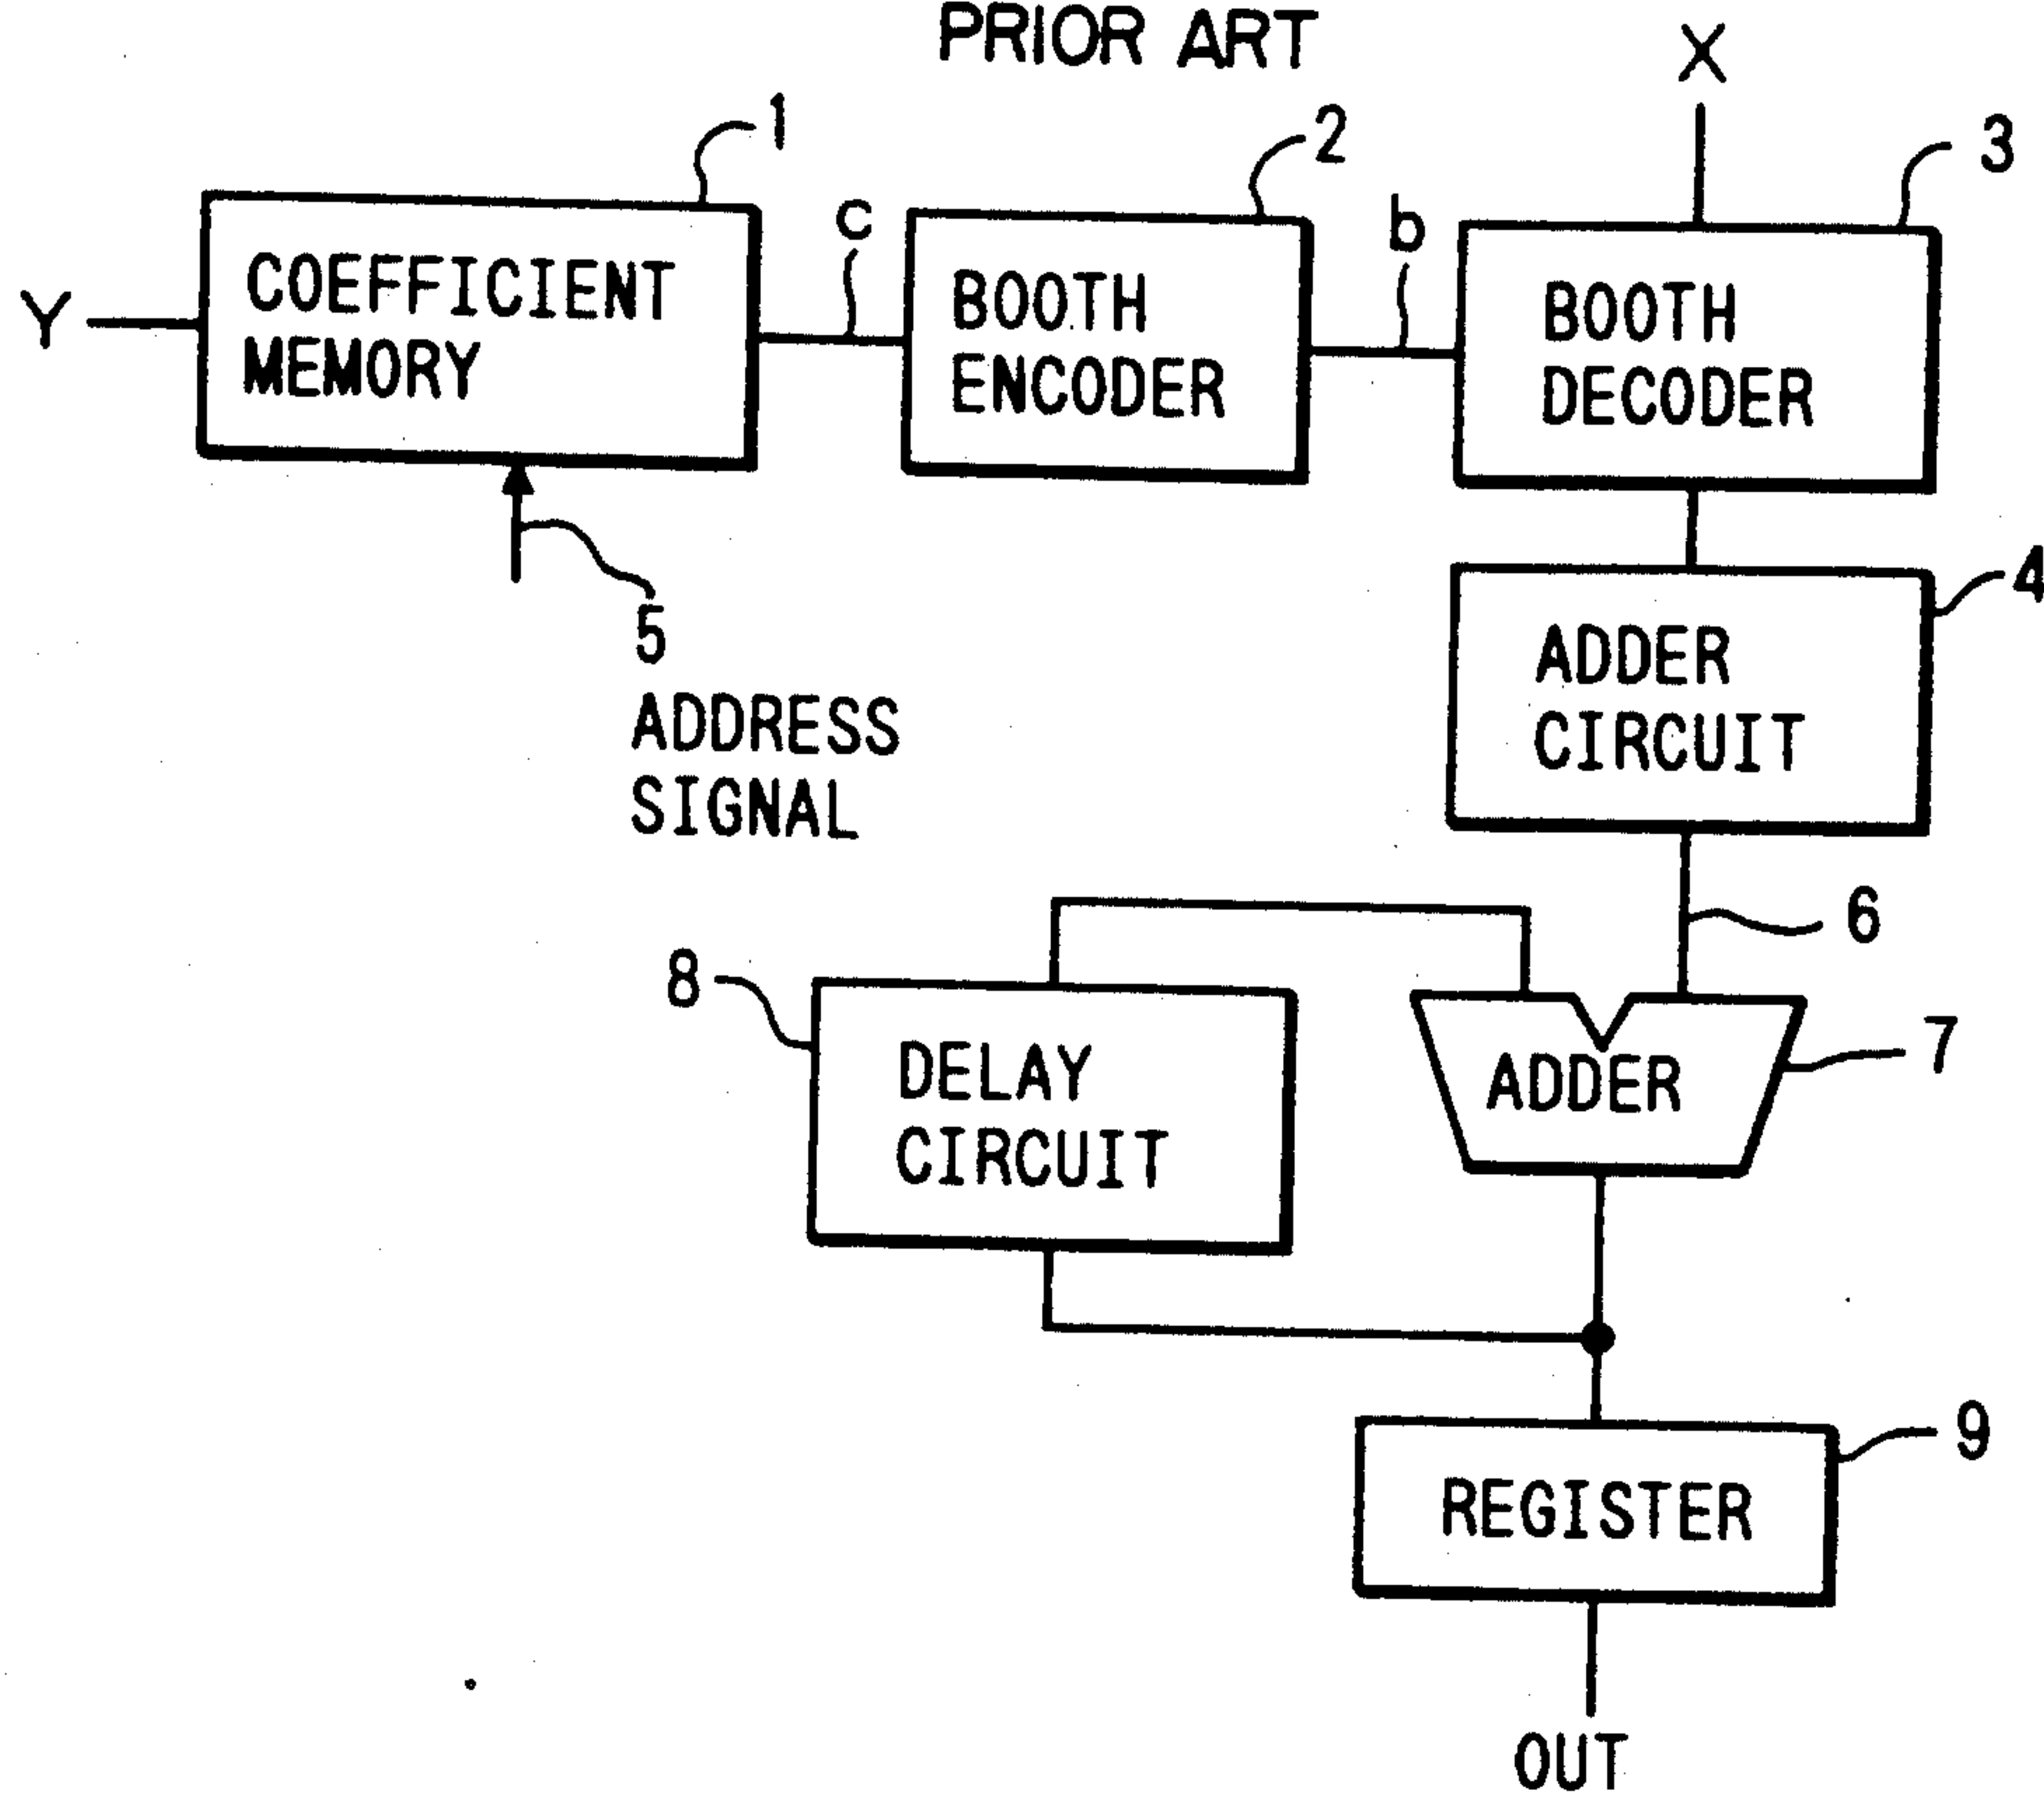 PRIOR ART
X
1
2
3
c
b
Y
COEFFICIENT
MEMORY
BOOTH
ENCODER
BOOTH
DECODER
5
ADDRESS
SIGNAL
4
ADDER
CIRCUIT
6
8
DELAY
CIRCUIT
ADDER
7
9
REGISTER
OUT